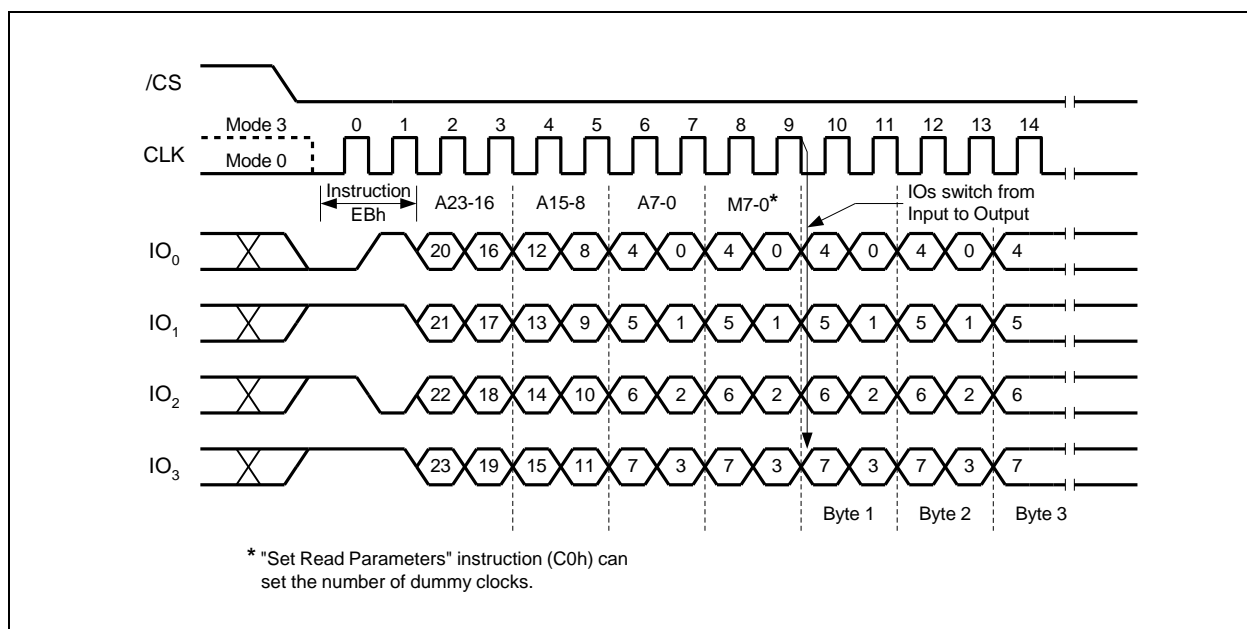 /CS
Mode 3 0 1 2 3 4 5 6 7 8 9 10 11 12 13 14
CLK Mode 0
Instruction
EBh
A23-16 A15-8 A7-0 M7-0*
IOs switch from
Input to Output
IO0 20 16 12 8 4 0 4 0 4 0 4 0 4
IO1 21 17 13 9 5 1 5 1 5 1 5 1 5
IO2 22 18 14 10 6 2 6 2 6 2 6 2 6
IO3 23 19 15 11 7 3 7 3 7 3 7 3 7
Byte 1 Byte 2 Byte 3
* "Set Read Parameters" instruction (C0h) can
set the number of dummy clocks.